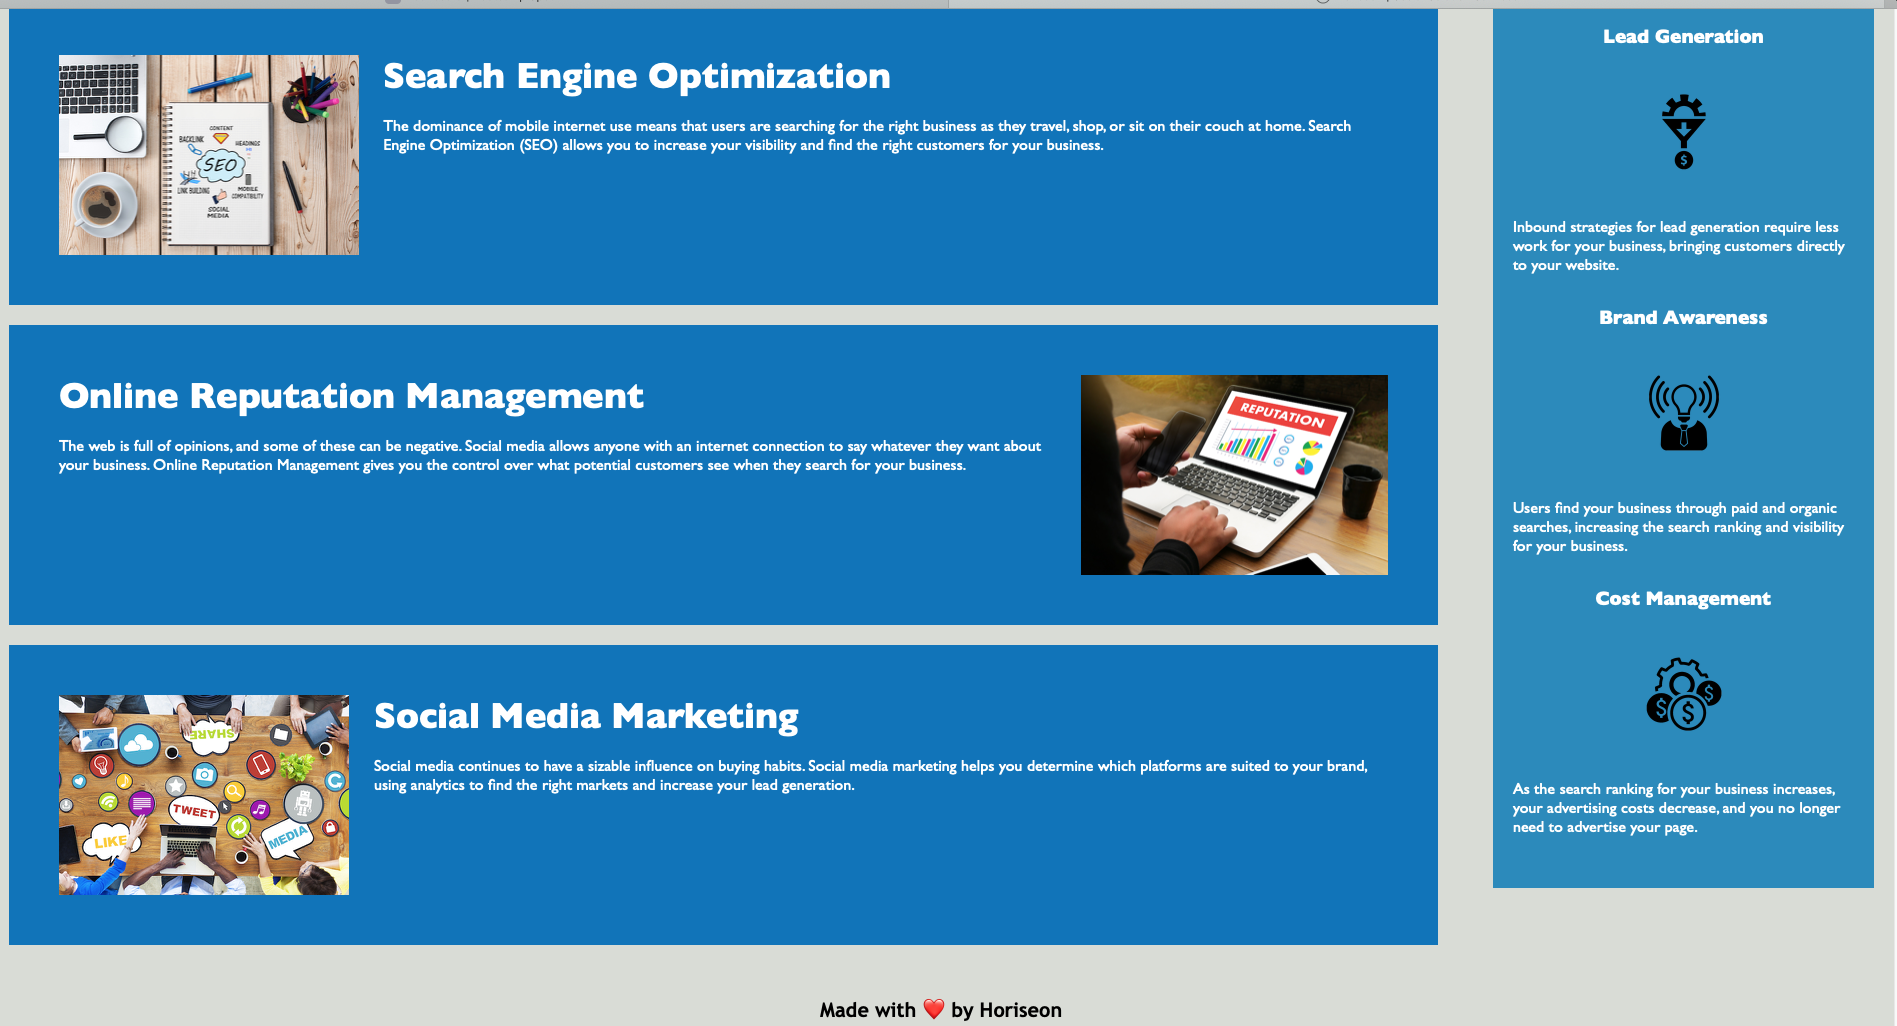 Search Engine Optimization
The dominance of mobile internet use means that users are searching for the right business as they travel, shop, or sit on their couch at home. Search
Engine Optimization (SEO) allows you to increase your visibility and find the right customers for your business.
CONTENT
BACKLINK
HEADINGS
SEO
LINK BUILDING
MOBILE
COMPATIBILITY
SOCIAL
MEDIA
Online Reputation Management
The web is full of opinions, and some of these can be negative. Social media allows anyone with an internet connection to say whatever they want about
your business. Online Reputation Management gives you the control over what potential customers see when they search for your business.
REPUTATION
Social Media Marketing
Social media continues to have a sizable influence on buying habits. Social media marketing helps you determine which platforms are suited to your brand,
using analytics to find the right markets and increase your lead generation.
SHARE
TWEET
LIKE
MEDIA
Lead Generation
$
Inbound strategies for lead generation require less
work for your business, bringing customers directly
to your website.
Brand Awareness
Users find your business through paid and organic
searches, increasing the search ranking and visibility
for your business.
Cost Management
$
$
$
As the search ranking for your business increases,
your advertising costs decrease, and you no longer
need to advertise your page.
Made with ❤️ by Horiseon